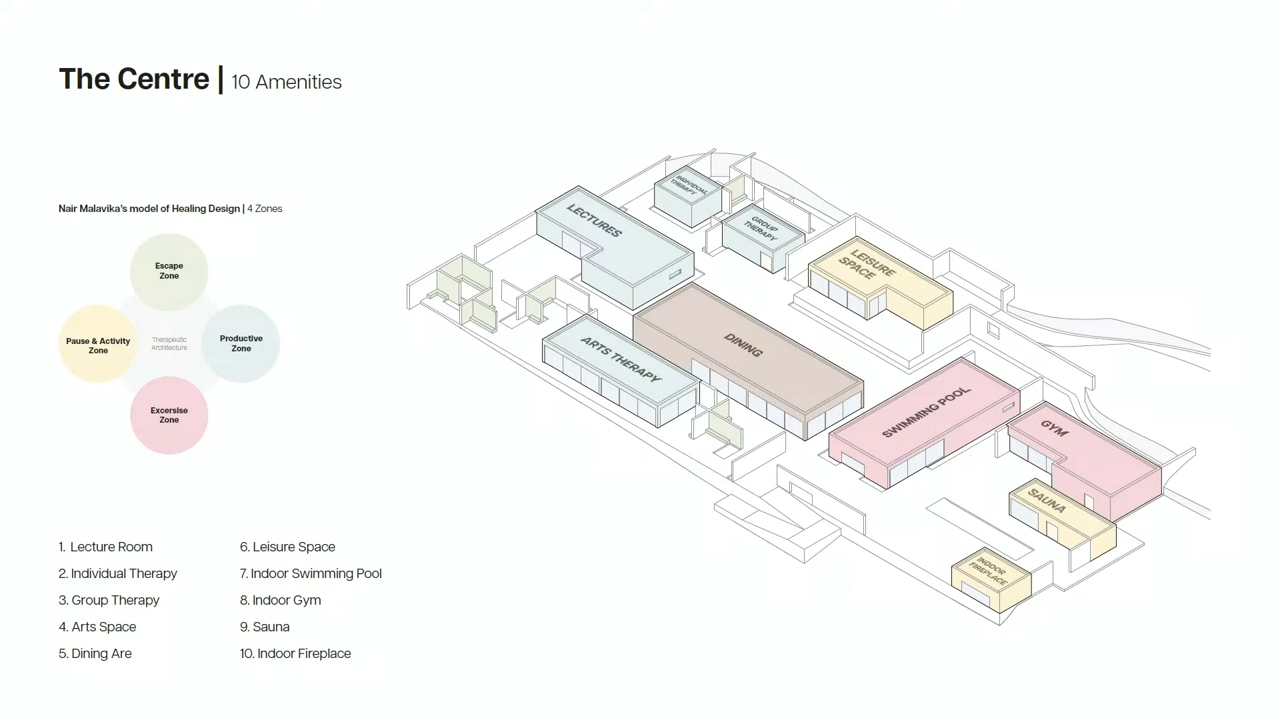 The Centre | 10 Amenities
Nair Malavika's model of Healing Design | 4 Zones
Escape
Zone
Pause & Activity
Zone
Therapeutic
Architecture
Productive
Zone
Excersise
Zone
1. Lecture Room
2. Individual Therapy
3. Group Therapy
4. Arts Space
5. Dining Are
6. Leisure Space
7. Indoor Swimming Pool
8. Indoor Gym
9. Sauna
10. Indoor Fireplace
INDIVIDUAL
THERAPY
LECTURES
GROUP
THERAPY
LEISURE
SPACE
DINING
ARTS THERAPY
SWIMMING POOL
GYM
SAUNA
INDOOR
FIREPLACE